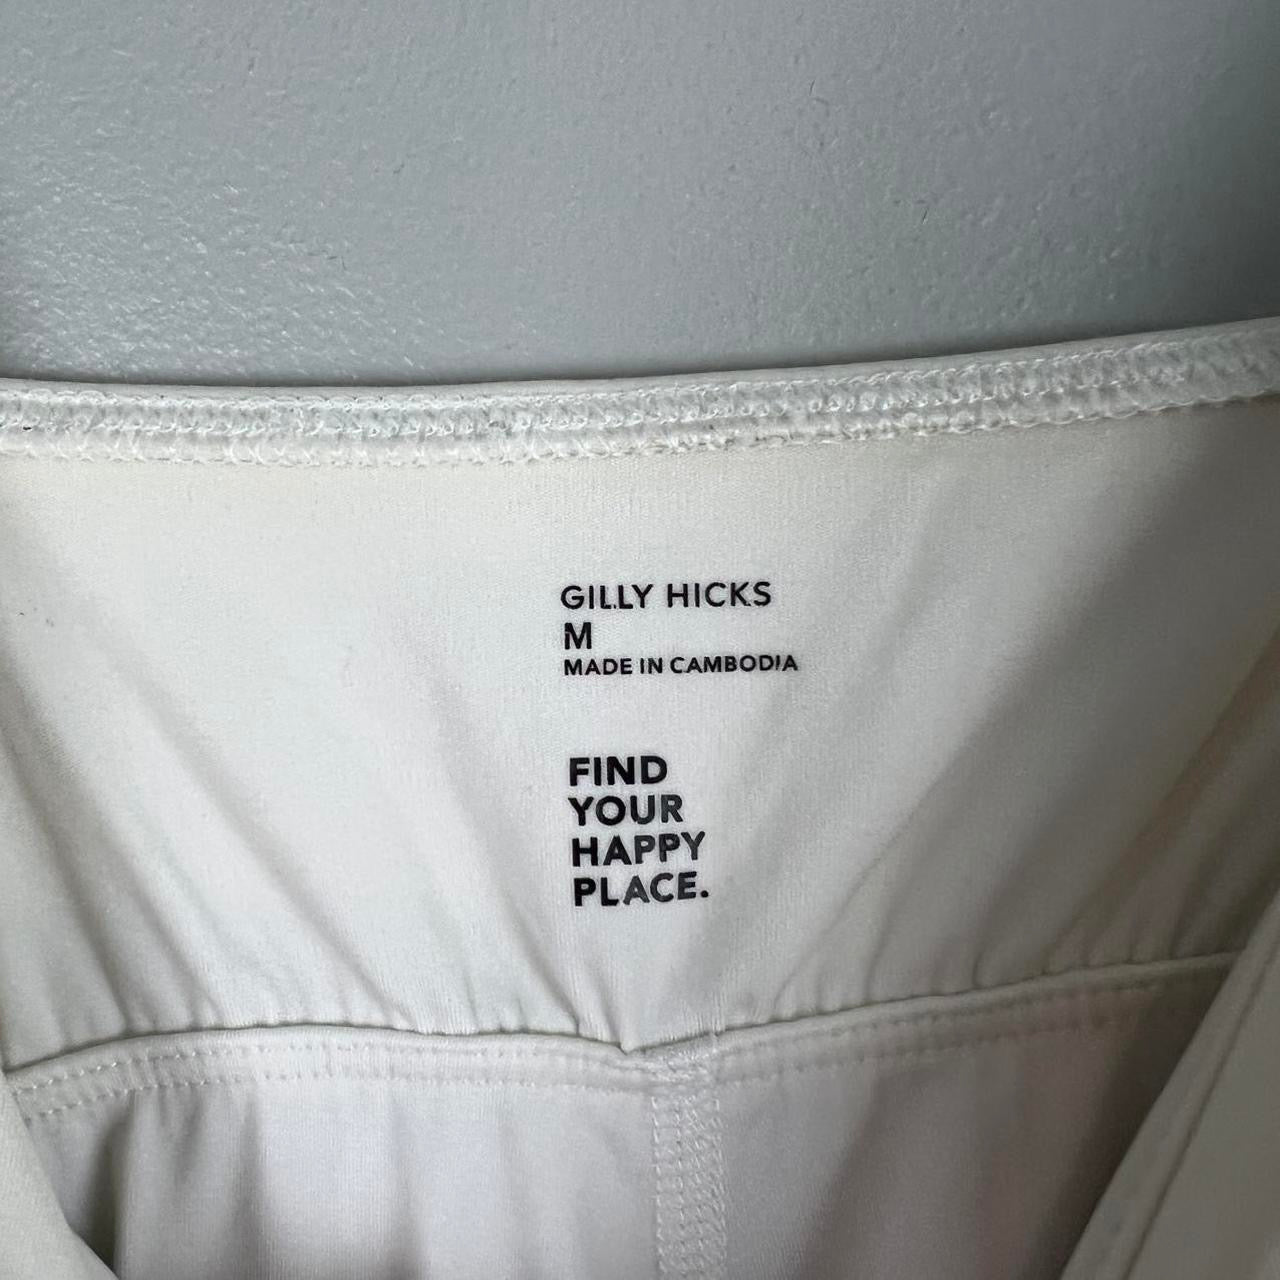 GILLY HICKS
M
MADE IN CAMBODIA
FIND
YOUR
HAPPY
PLACE.